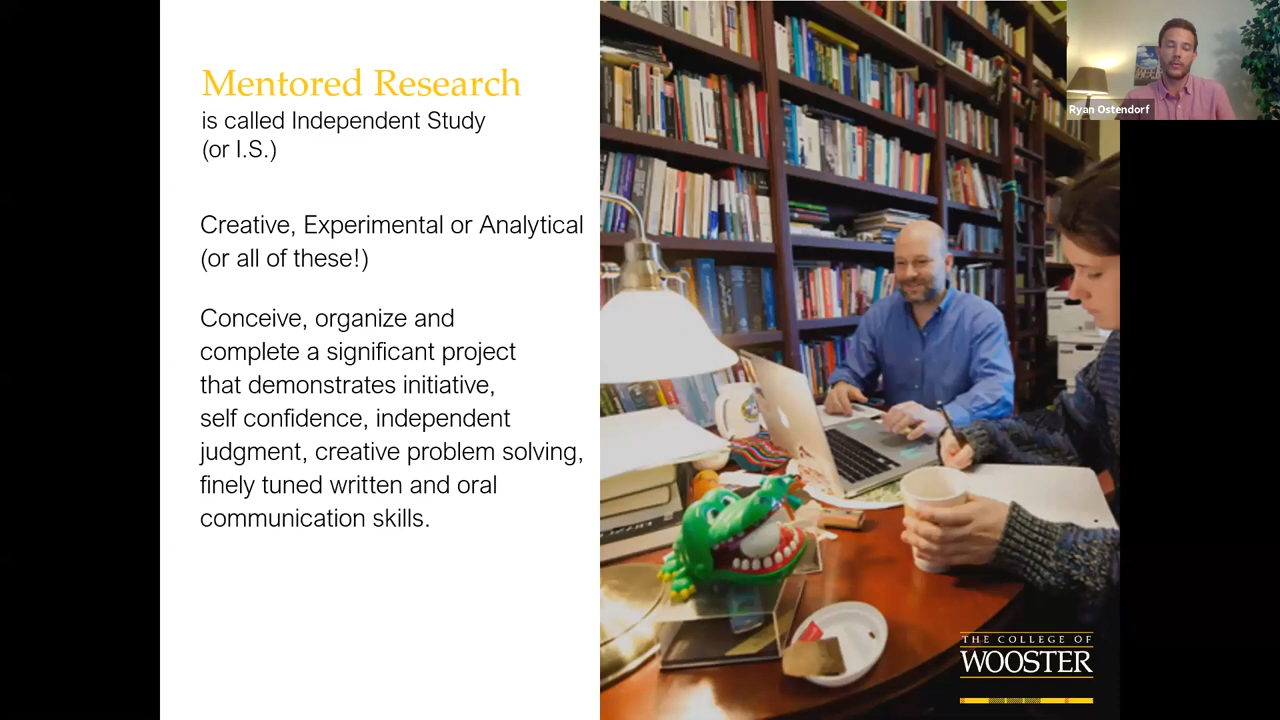 Mentored Research
is called Independent Study
(or I.S.)
Creative, Experimental or Analytical
(or all of these!)
Conceive, organize and
complete a significant project
that demonstrates initiative,
self confidence, independent
judgment, creative problem solving,
finely tuned written and oral
communication skills.
Ryan Ostendorf
THE COLLEGE OF
WOOSTER